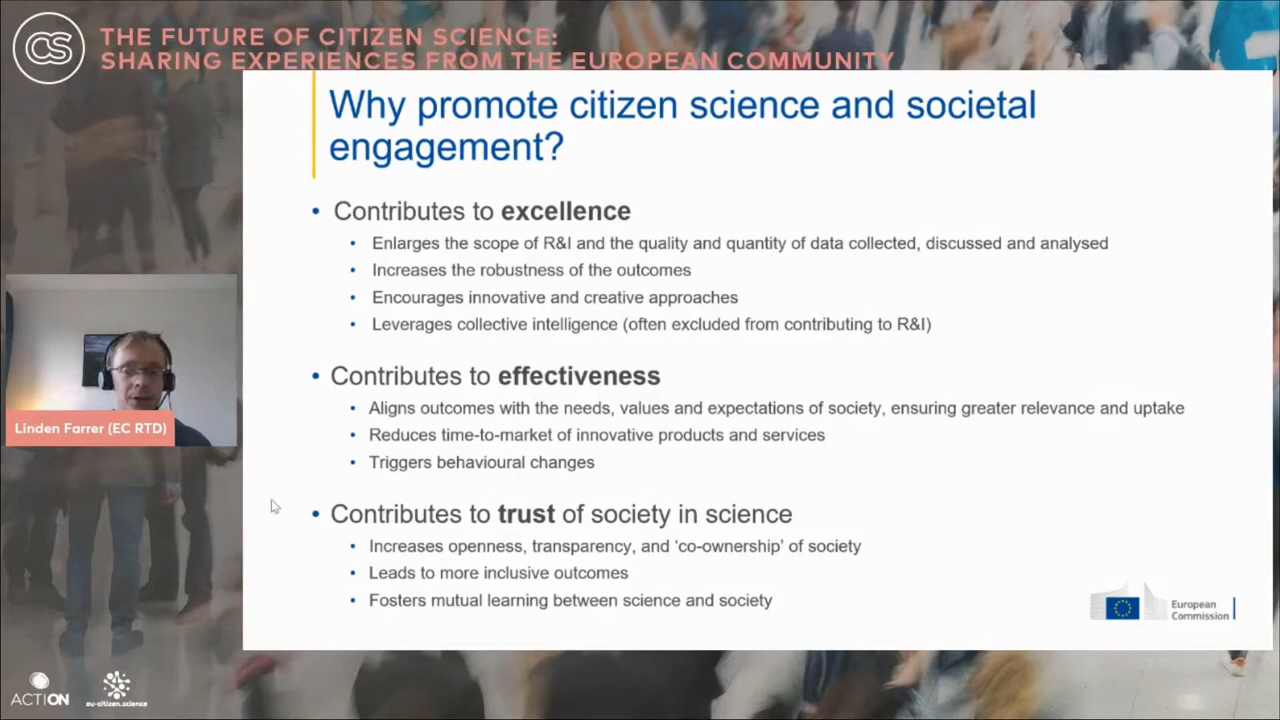 CS
THE FUTURE OF CITIZEN SCIENCE:
SHARING EXPERIENCES FROM THE EUROPEAN COMMUNITY
Why promote citizen science and societal
engagement?
• Contributes to excellence
• Enlarges the scope of R&I and the quality and quantity of data collected, discussed and analysed
• Increases the robustness of the outcomes
• Encourages innovative and creative approaches
• Leverages collective intelligence (often excluded from contributing to R&I)
• Contributes to effectiveness
• Aligns outcomes with the needs, values and expectations of society, ensuring greater relevance and uptake
• Reduces time-to-market of innovative products and services
• Triggers behavioural changes
• Contributes to trust of society in science
• Increases openness, transparency, and ‘co-ownership’ of society
• Leads to more inclusive outcomes
• Fosters mutual learning between science and society
European
Commission
Linden Farrer (EC RTD)
ACTION
eu-citizen.science